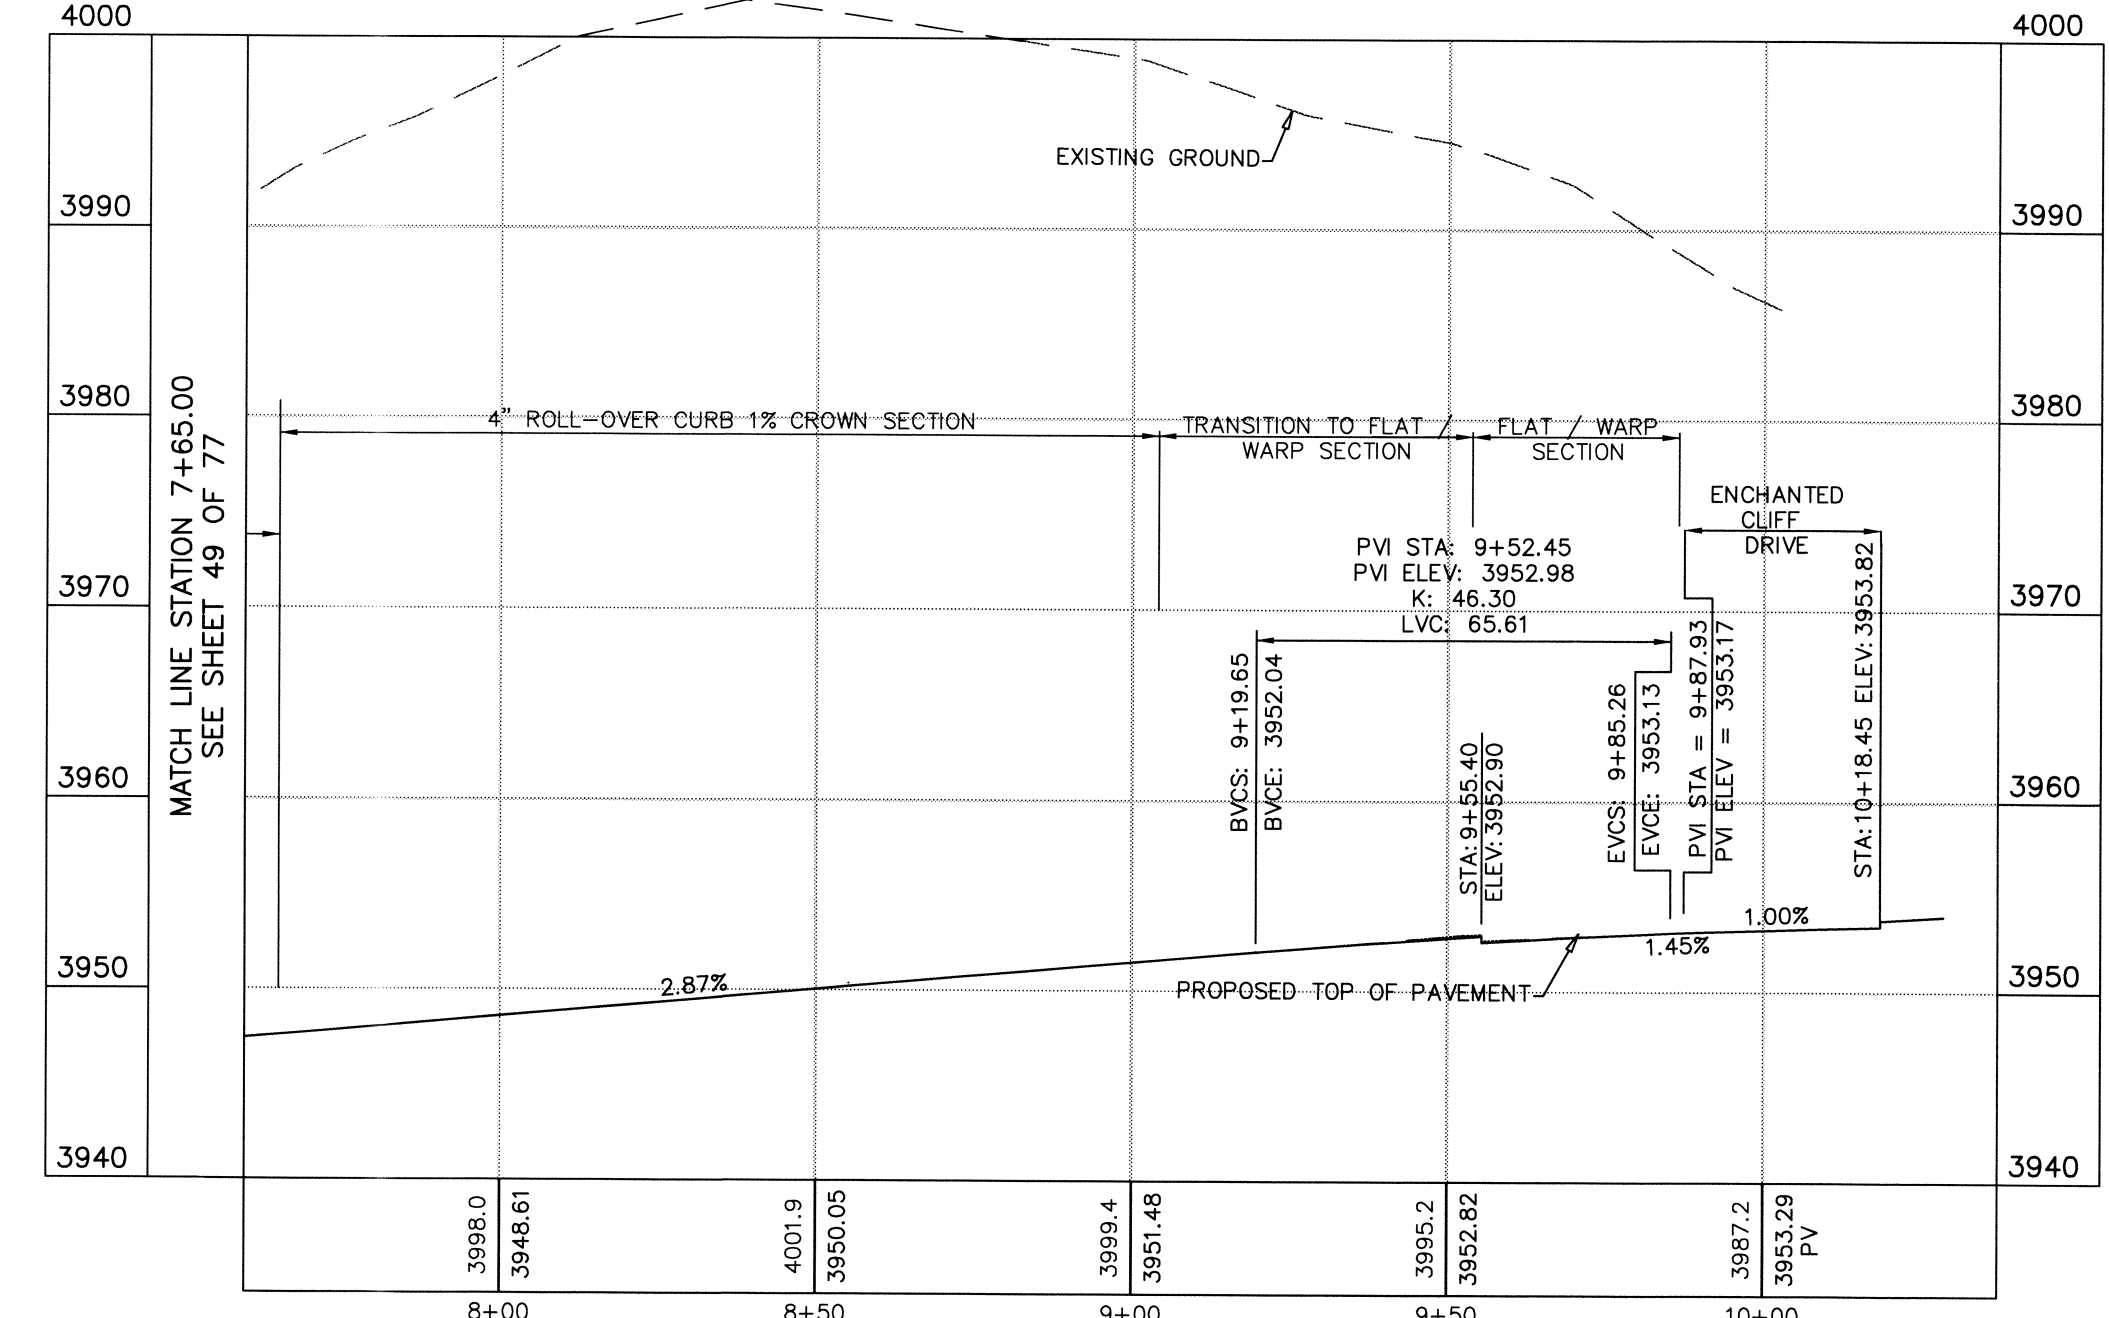 4000
4000
EXISTING GROUND
3990
3990
3980
3980
4" ROLL-OVER CURB 1% CROWN SECTION
TRANSITION TO FLAT /
WARP SECTION
FLAT / WARP
SECTION
ENCHANTED
CLIFF
DRIVE
MATCH LINE STATION 7+65.00
SEE SHEET 49 OF 77
PVI STA: 9+52.45
PVI ELEV: 3952.98
K: 46.30
LVC: 65.61
3970
3970
BVCS: 9+19.65
BVCE: 3952.04
STA: 9+55.40
ELEV: 3952.90
EVCS: 9+85.26
EVCE: 3953.13
PVI STA = 9+87.93
PVI ELEV = 3953.17
STA:10+18.45 ELEV:3953.82
3960
3960
1.00%
1.45%
2.87%
PROPOSED TOP OF PAVEMENT
3950
3950
3940
3940
3998.0
3948.61
4001.9
3950.05
3999.4
3951.48
3995.2
3952.82
3987.2
3953.29
PV
8+00
8+50
9+00
9+50
10+00